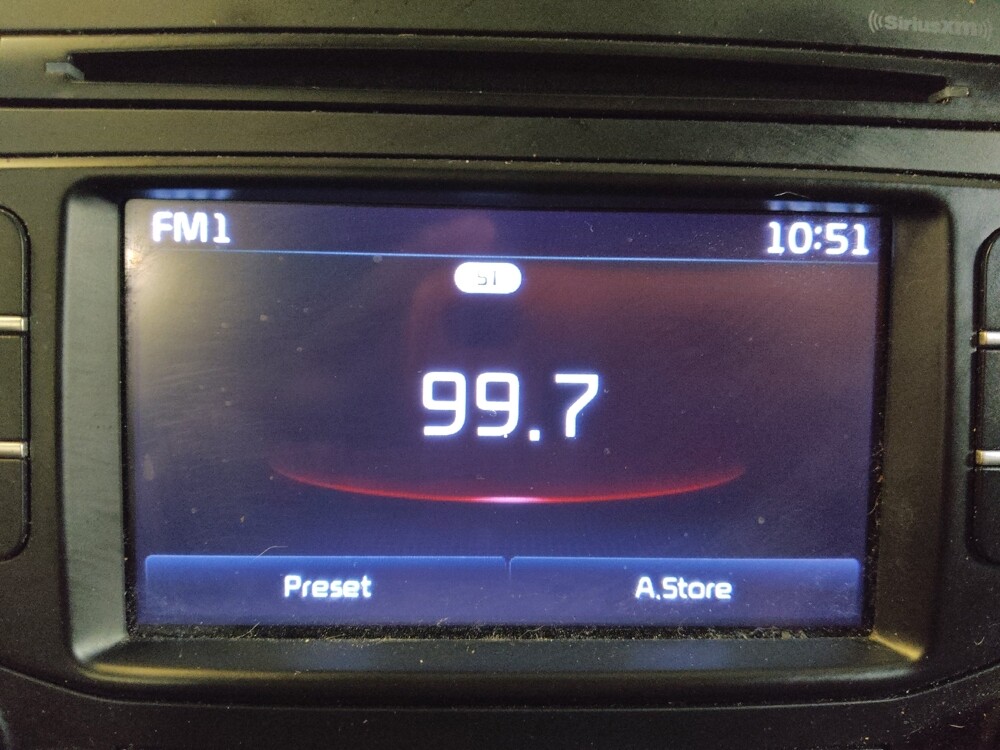 SiriusXM
FM1
10:51
ST
99.7
Preset
A.Store